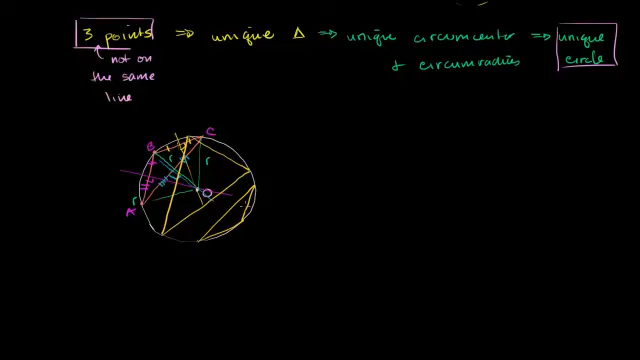 3 points ⇒ unique Δ ⇒ unique circumcenter ⇒ unique
not on
+ circumradius
circle
the same
line
B
C
r
r
O
r
A